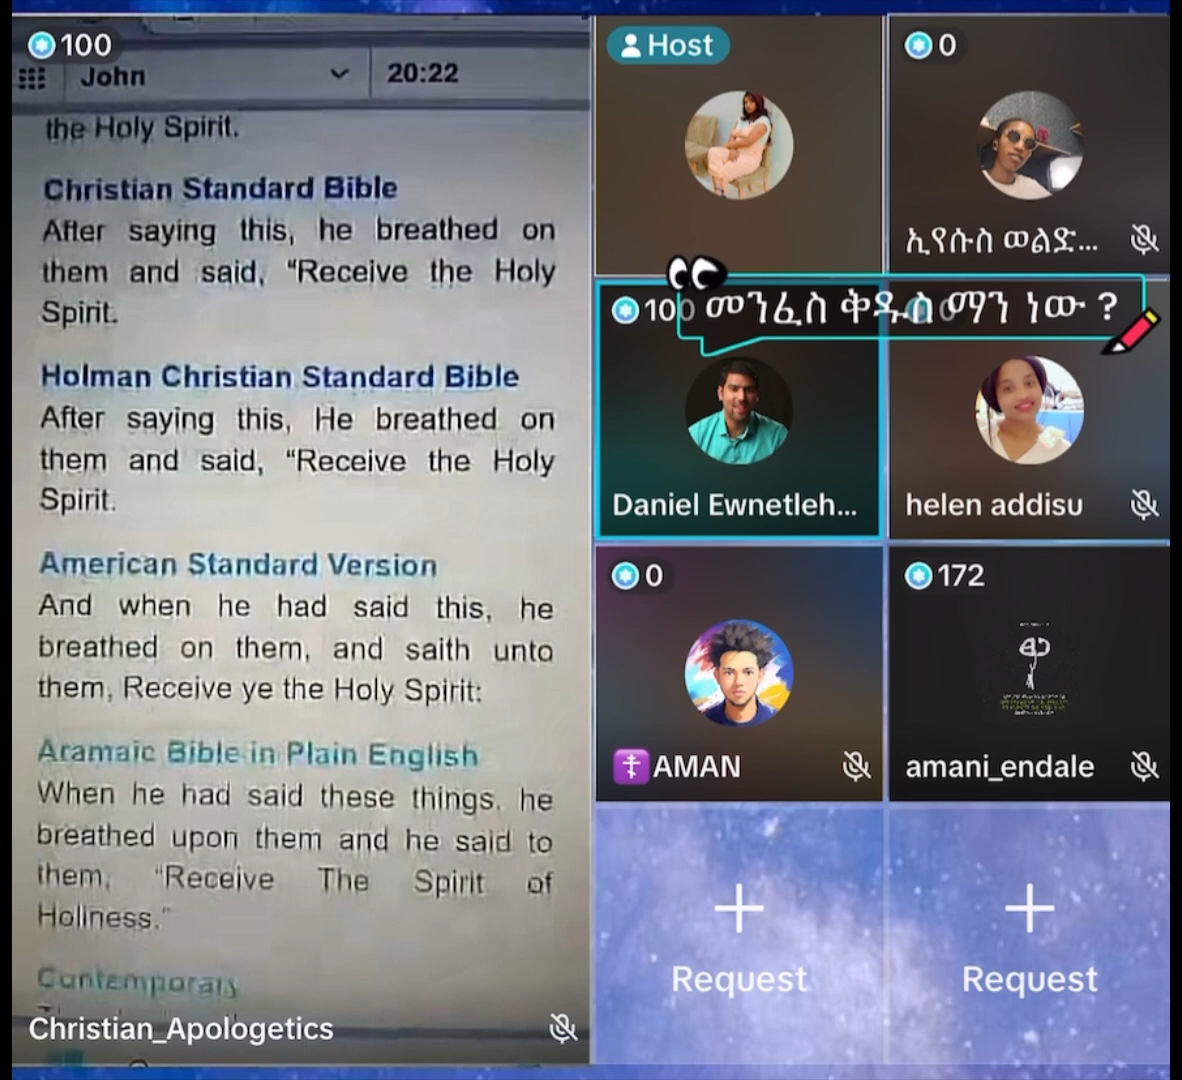 100
John
20:22
the Holy Spirit.
Christian Standard Bible
After saying this, he breathed on
them and said, “Receive the Holy
Spirit.
Holman Christian Standard Bible
After saying this, He breathed on
them and said, “Receive the Holy
Spirit.
American Standard Version
And when he had said this, he
breathed on them, and saith unto
them, Receive ye the Holy Spirit:
Aramaic Bible in Plain English
When he had said these things, he
breathed upon them and he said to
them, “Receive The Spirit of
Holiness.”
Contemporary
Christian_Apologetics
Host
0
ኢየሱስ ወልድ...
100
መንፈስ ቅዱስ ማን ነው ?
Daniel Ewnetleh...
helen addisu
0
AMAN
172
amani_endale
Request
Request